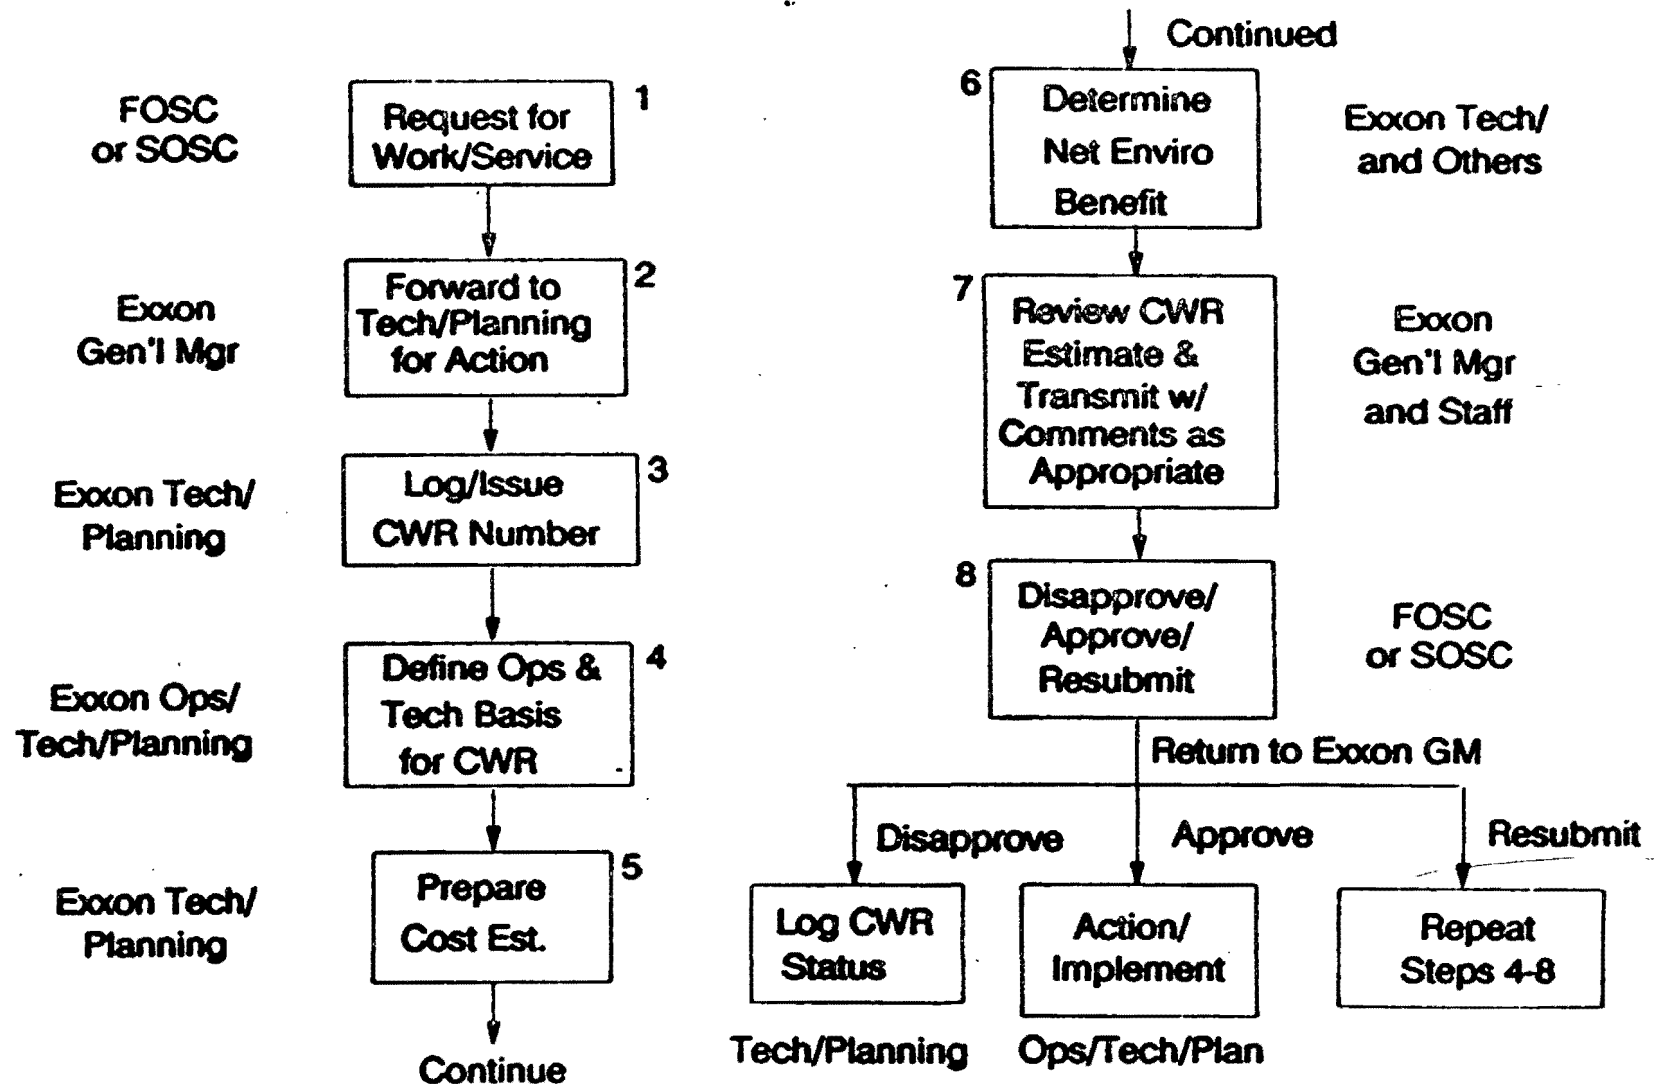 FOSC
or SOSC
1
Request for
Work/Service
Exxon
Gen'l Mgr
2
Forward to
Tech/Planning
for Action
Exxon Tech/
Planning
3
Log/Issue
CWR Number
Exxon Ops/
Tech/Planning
4
Define Ops &
Tech Basis
for CWR
Exxon Tech/
Planning
5
Prepare
Cost Est.
Continue
Continued
6
Determine
Net Enviro
Benefit
Exxon Tech/
and Others
7
Review CWR
Estimate &
Transmit w/
Comments as
Appropriate
Exxon
Gen'l Mgr
and Staff
8
Disapprove/
Approve/
Resubmit
FOSC
or SOSC
Return to Exxon GM
Disapprove
Approve
Resubmit
Log CWR
Status
Action/
Implement
Repeat
Steps 4-8
Tech/Planning
Ops/Tech/Plan